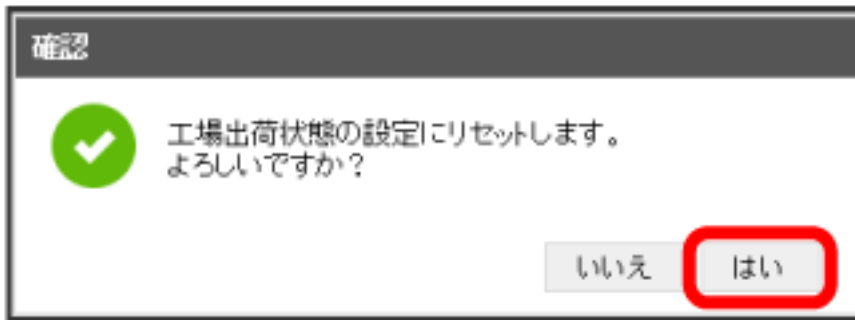 確認
工場出荷状態の設定にリセットします。
よろしいですか？
いいえ
はい